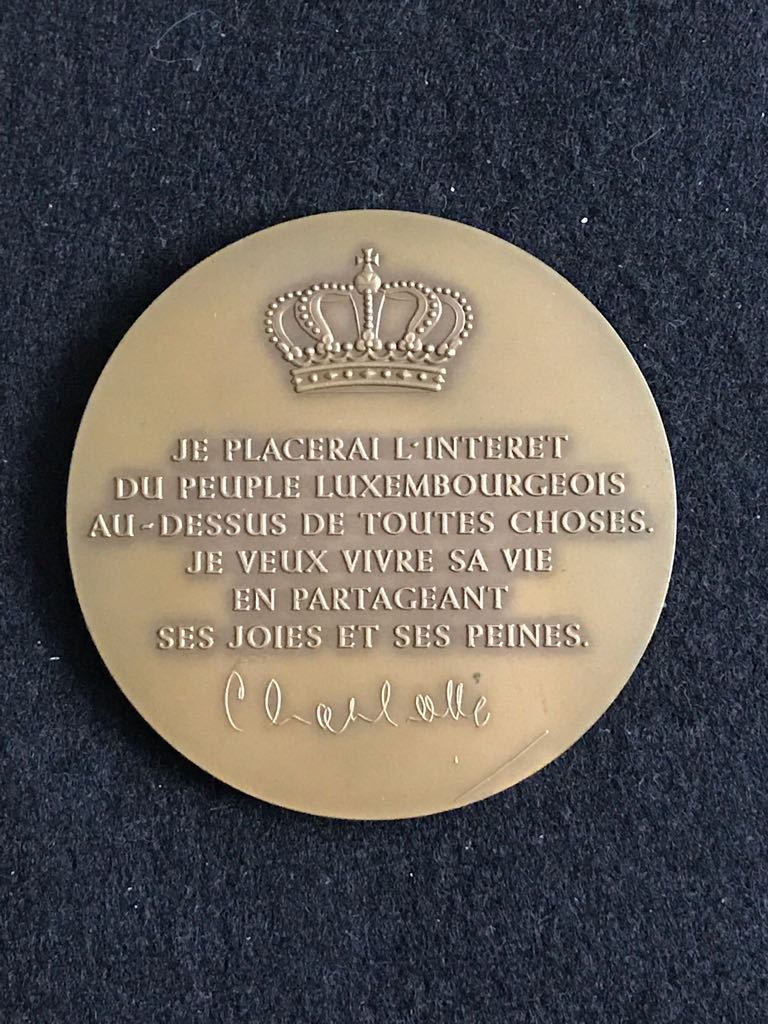 JE PLACERAI L'INTERET
DU PEUPLE LUXEMBOURGEOIS
AU-DESSUS DE TOUTES CHOSES.
JE VEUX VIVRE SA VIE
EN PARTAGEANT
SES JOIES ET SES PEINES.
Charlotte